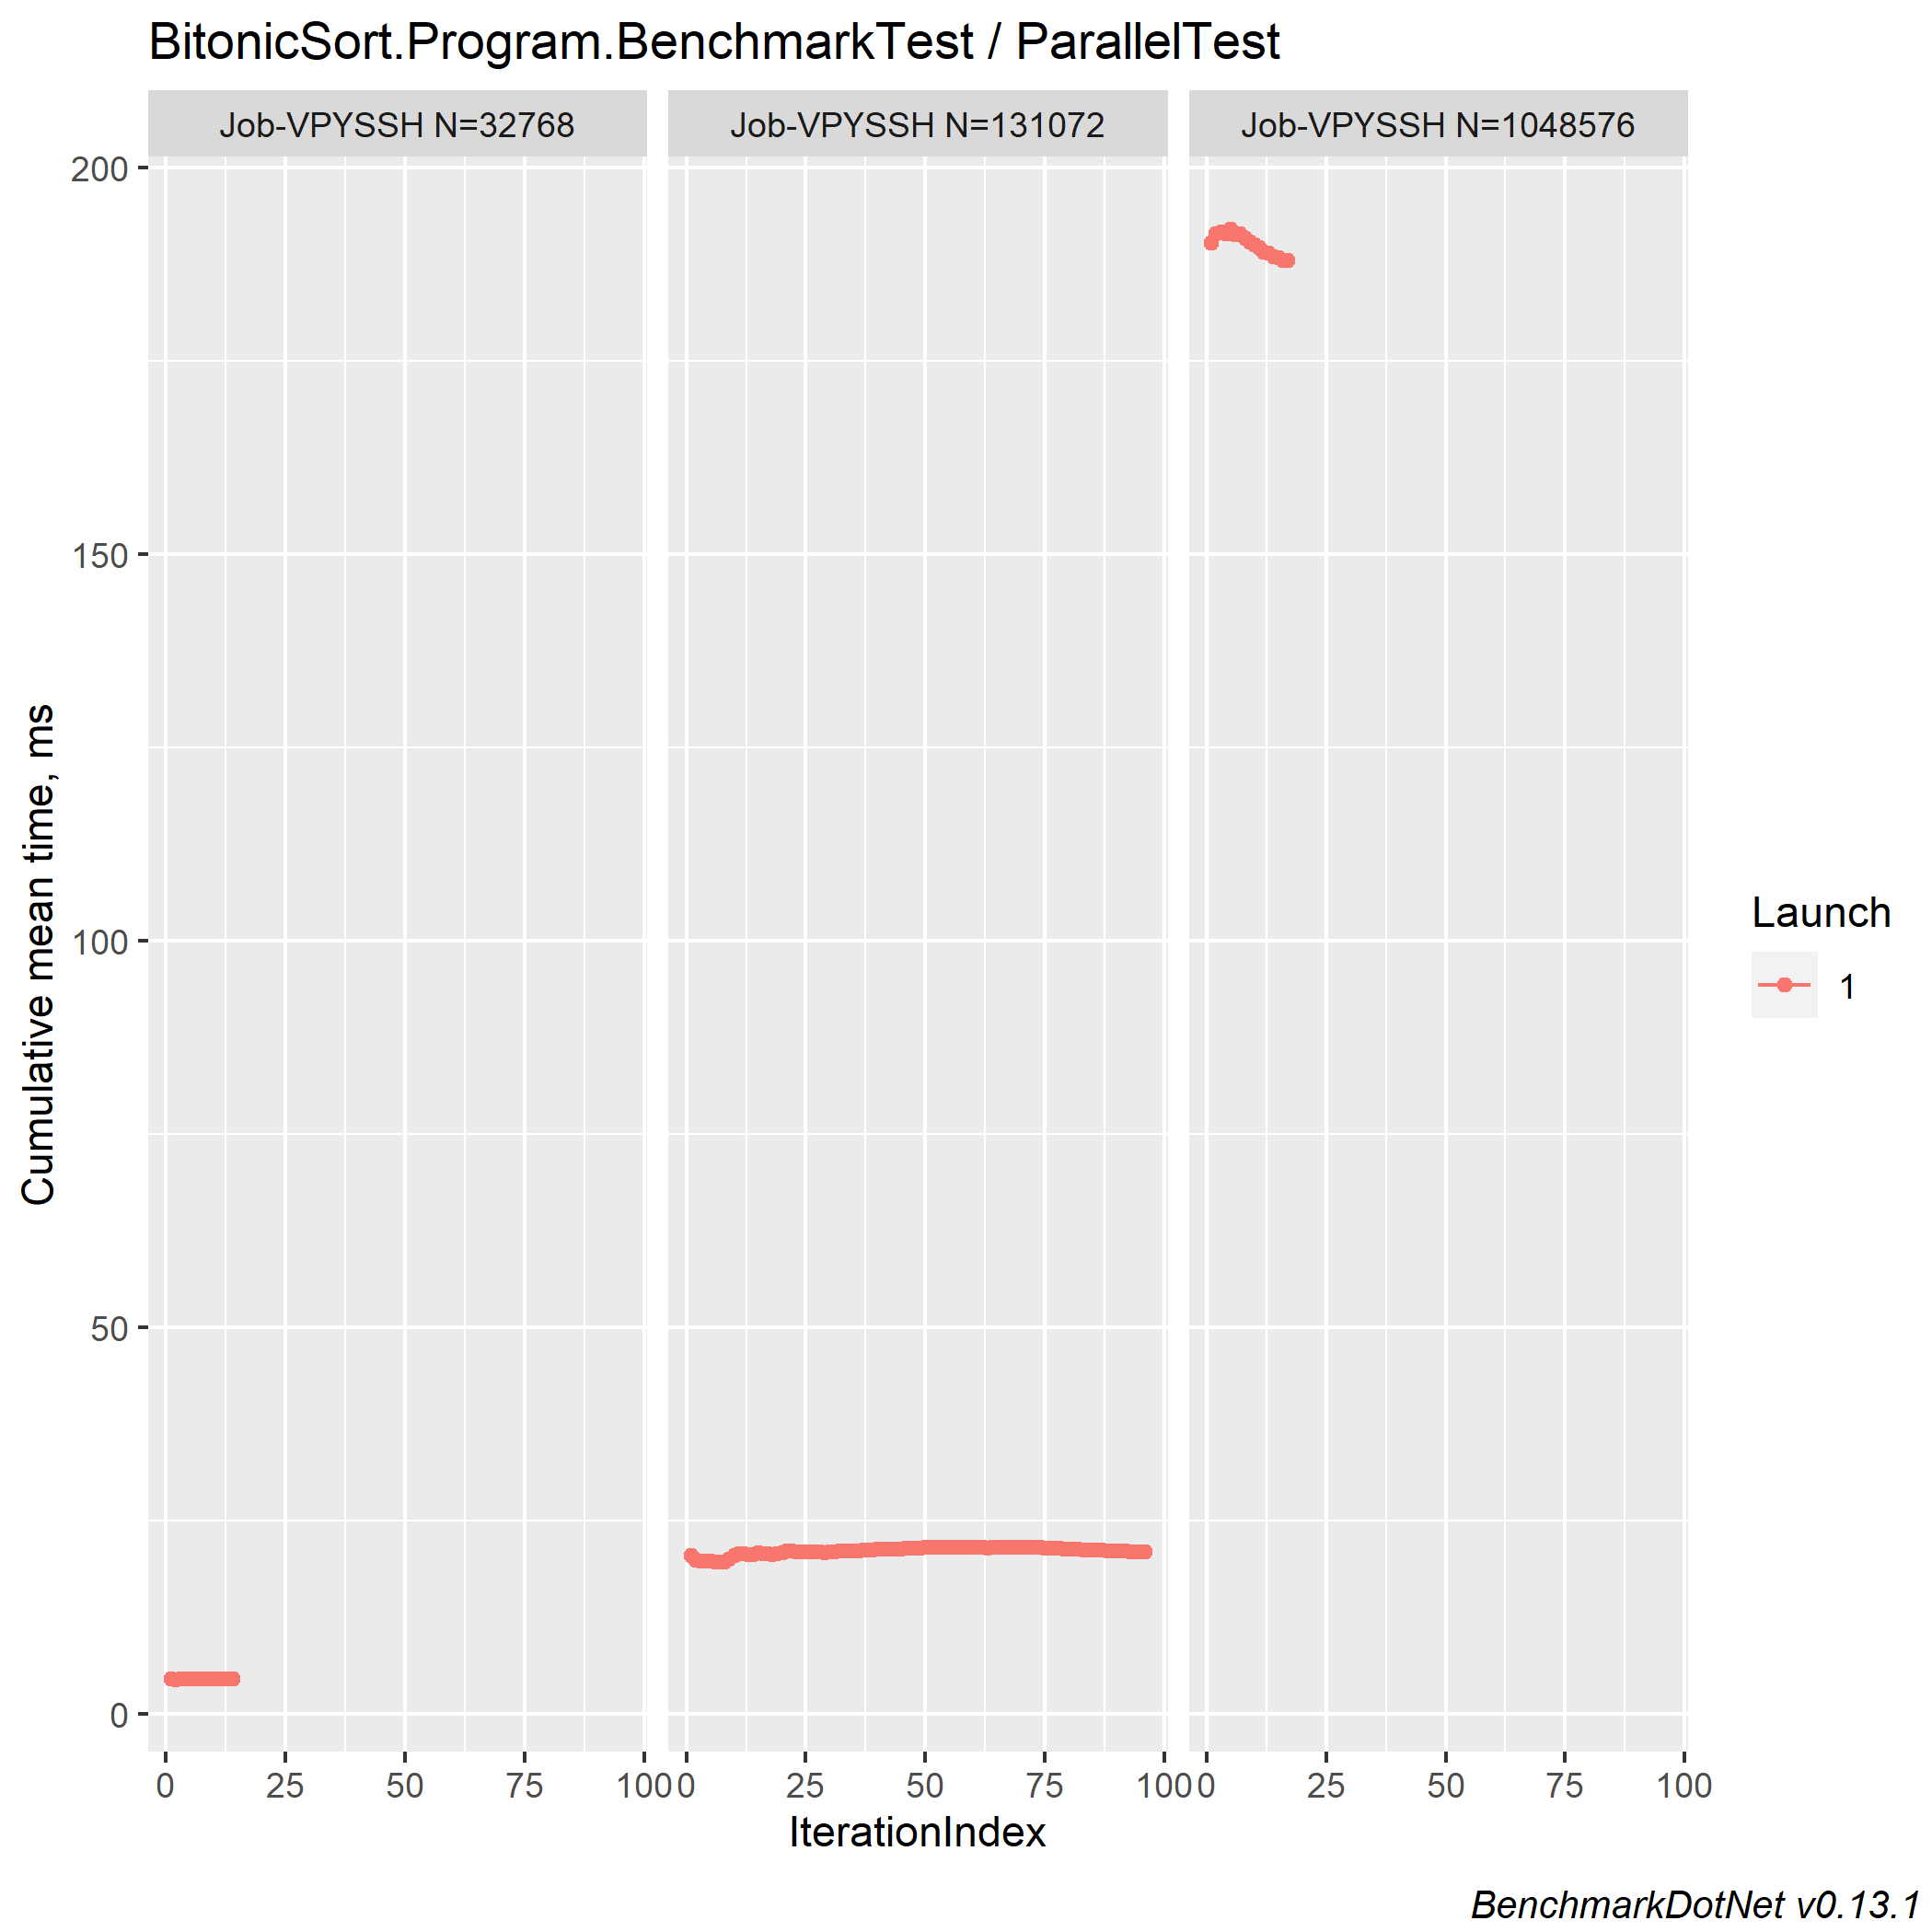 BitonicSort.Program.BenchmarkTest / ParallelTest
Job-VPYSSH N=32768
Job-VPYSSH N=131072
Job-VPYSSH N=1048576
200
150
100
50
0
Cumulative mean time, ms
0 25 50 75 100
0 25 50 75 100
0 25 50 75 100
IterationIndex
Launch
1
BenchmarkDotNet v0.13.1